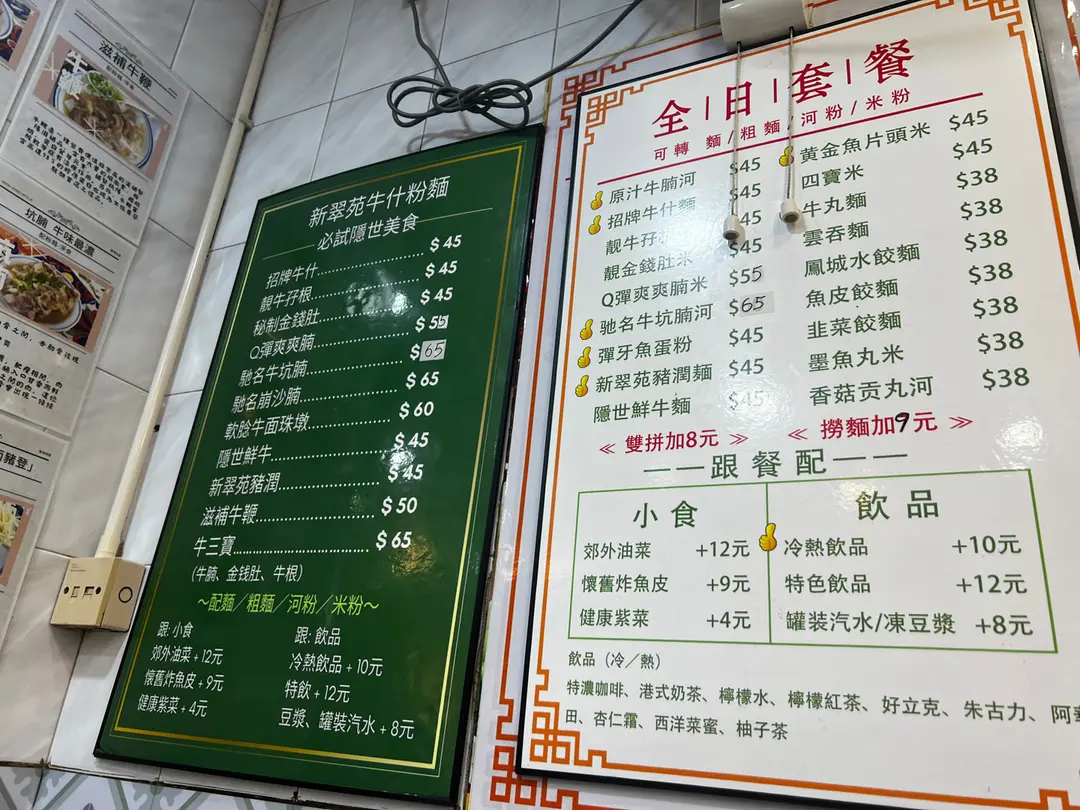 滋補牛鞭
坑腩 牛味最濃
新翠苑牛什粉麵
必試隱世美食
招牌牛什 $45
靚牛孖根 $45
秘制金錢肚 $45
Q彈爽爽腩 $55
馳名牛坑腩 $65
馳名崩沙腩 $65
軟腍牛面珠墩 $60
隱世鮮牛 $45
新翠苑豬潤 $45
滋補牛鞭 $50
牛三寶 $65
(牛腩、金钱肚、牛根)
～配麵／粗麵／河粉／米粉～
跟: 小食
郊外油菜 + 12元
懷舊炸魚皮 + 9元
健康紫菜 + 4元
跟: 飲品
冷熱飲品 + 10元
特飲 + 12元
豆漿、罐裝汽水 + 8元
全日套餐
可轉 麵/粗麵 河粉/米粉
原汁牛腩河 $45
招牌牛什麵 $45
靚牛孖 45
靚金錢肚米 $45
Q彈爽爽腩米 $55
馳名牛坑腩河 $65
彈牙魚蛋粉 $45
新翠苑豬潤麵 $45
隱世鮮牛麵 $45
黃金魚片頭米 $45
四寶米 $45
牛丸麵 $38
雲吞麵 $38
鳳城水餃麵 $38
魚皮餃麵 $38
韭菜餃麵 $38
墨魚丸米 $38
香菇贡丸河 $38
≪ 雙拼加8元 ≫
≪ 撈麵加9元 ≫
——跟餐配——
小食
郊外油菜 +12元
懷舊炸魚皮 +9元
健康紫菜 +4元
飲品
冷熱飲品 +10元
特色飲品 +12元
罐裝汽水/凍豆漿 +8元
飲品（冷／熱）
特濃咖啡、港式奶茶、檸檬水、檸檬紅茶、好立克、朱古力、阿華
田、杏仁霜、西洋菜蜜、柚子茶